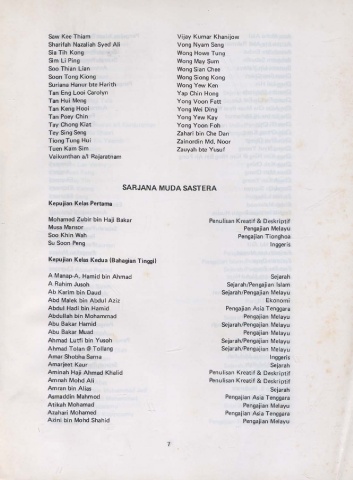 Saw Kee Thiam
Sharifah Nazaliah Syed Ali
Sia Tih Kong
Sim Li Ping
Soo Thian Lian
Soon Tong Kiong
Suriana Hanur bte Harith
Tan Eng Looi Carolyn
Tan Hui Meng
Tan Keng Hooi
Tan Poey Chin
Tay Chong Kiat
Tay Sing Seng
Tiong Tung Hui
Tuen Kam Sim
Vaikunthan a/l Rajaratnam
Vijay Kumar Khanijow
Vong Nyam Seng
Wong Howe Tung
Wong May Sum
Wong Sian Chee
Wong Siong Kong
Wong Yew Ken
Yap Chin Hong
Yong Voon Fatt
Yong Wei Ding
Yong Yew Kay
Yong Yoon Foh
Zahari bin Che Dan
Zainordin Md. Noor
Zauyah bte Yusuf
SARJANA MUDA SASTERA
Kepujian Kelas Pertama
Mohamed Zubir bin Haji Bakar Penulisan Kreatif & Deskriptif
Musa Mansor Pengajian Melayu
Soo Khin Wah Pengajian Tionghoa
Su Soon Peng Inggeris
Kepujian Kelas Kedua (Bahagian Tinggi)
A Manap-A. Hamid bin Ahmad Sejarah
A Rahim Jusoh Sejarah/Pengajian Islam
Ab Karim bin Daud Sejarah/Pengajian Melayu
Abd Malek bin Abdul Aziz Ekonomi
Abdul Hadi bin Hamid Pengajian Asia Tenggara
Abdullah bin Mohammad Pengajian Melayu
Abu Bakar Hamid Sejarah/Pengajian Melayu
Abu Bakar Muad Pengajian Melayu
Ahmad Lutfi bin Yusoh Sejarah/Pengajian Melayu
Ahmad Tolan @ Tollang Sejarah/Pengajian Melayu
Amar Shobha Sarna Inggeris
Amarjeet Kaur Sejarah
Aminah Haji Ahmad Khalid Penulisan Kreatif & Deskriptif
Amroah Mohd Ali Penulisan Kreatif & Deskriptif
Amran bin Alias Sejarah
Asmaddin Mahmod Pengajian Asia Tenggara
Atikah Mohamad Pengajian Melayu
Azahari Mohamed Pengajian Asia Tenggara
Azini bin Mohd Shahid Pengajian Melayu
7